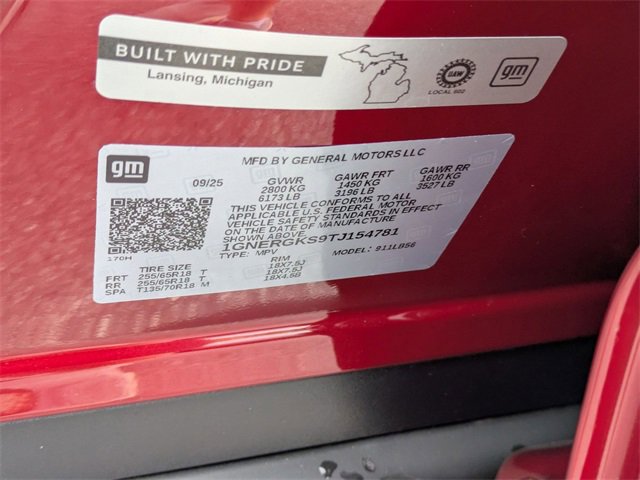 BUILT WITH PRIDE
Lansing, Michigan
UAW
LOCAL 602
gm
gm
MFD BY GENERAL MOTORS LLC
09/25 GVWR GAWR FRT GAWR RR
2800 KG 1450 KG 1600 KG
6173 LB 3196 LB 3527 LB
THIS VEHICLE CONFORMS TO ALL
APPLICABLE U.S. FEDERAL MOTOR
VEHICLE SAFETY STANDARDS IN EFFECT
ON THE DATE OF MANUFACTURE
SHOWN ABOVE.
1GNERGKS9TJ154781
170H
TYPE: MPV MODEL: 911LB56
TIRE SIZE RIM
FRT 255/65R18 T 18X7.5J
RR 255/65R18 T 18X7.5J
SPA T135/70R18 M 18X4.5B